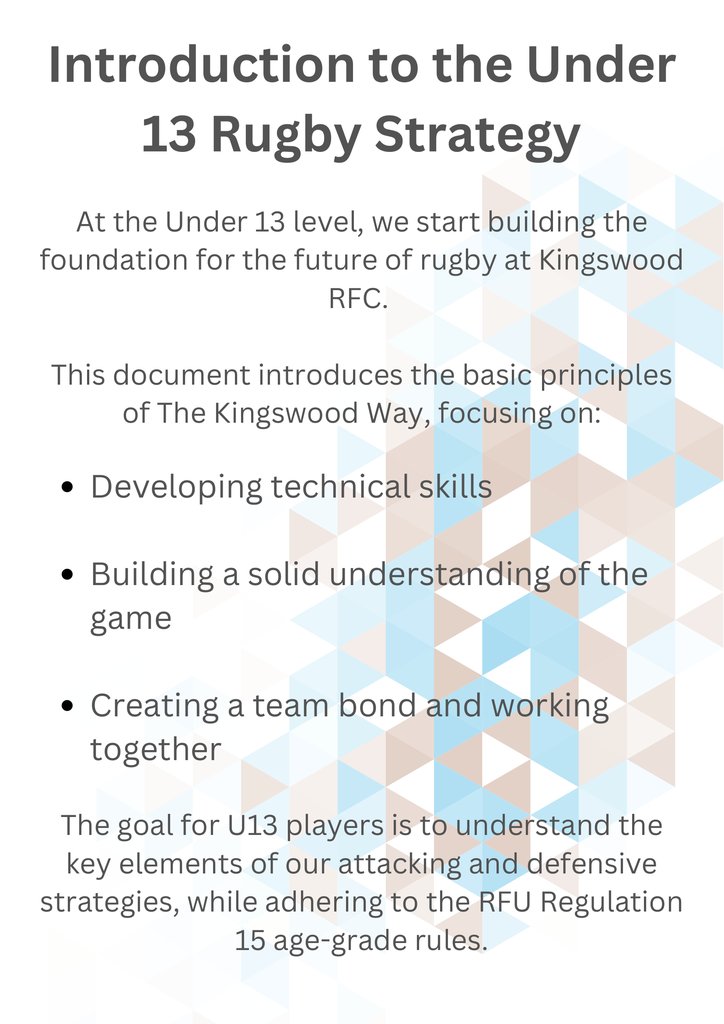 Introduction to the Under
13 Rugby Strategy
At the Under 13 level, we start building the
foundation for the future of rugby at Kingswood
RFC.
This document introduces the basic principles
of The Kingswood Way, focusing on:
• Developing technical skills
• Building a solid understanding of the
game
• Creating a team bond and working
together
The goal for U13 players is to understand the
key elements of our attacking and defensive
strategies, while adhering to the RFU Regulation
15 age-grade rules.